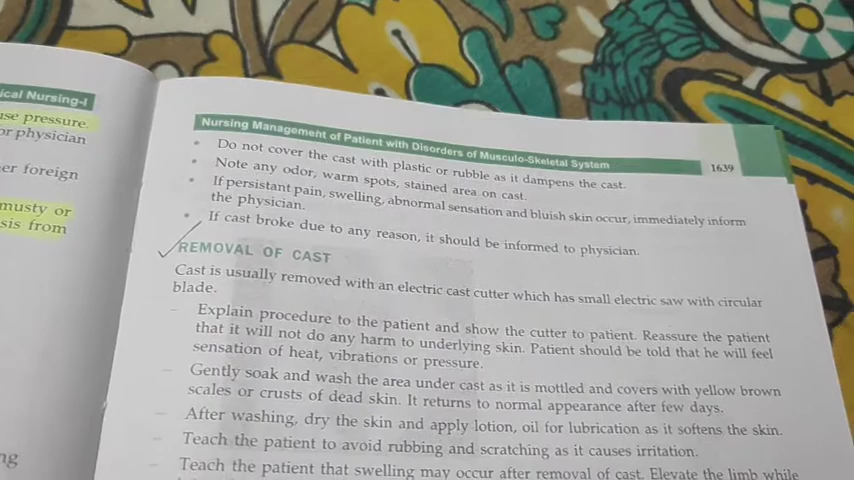 ical Nursing-I
use pressure.
or physician
er foreign
musty or
sis from
ng
Nursing Management of Patient with Disorders of Musculo-Skeletal System 1639
• Do not cover the cast with plastic or rubble as it dampens the cast.
• Note any odor, warm spots, stained area on cast.
• If persistant pain, swelling, abnormal sensation and bluish skin occur, immediately inform
the physician.
• If cast broke due to any reason, it should be informed to physician.
REMOVAL OF CAST
Cast is usually removed with an electric cast cutter which has small electric saw with circular
blade.
– Explain procedure to the patient and show the cutter to patient. Reassure the patient
that it will not do any harm to underlying skin. Patient should be told that he will feel
sensation of heat, vibrations or pressure.
– Gently soak and wash the area under cast as it is mottled and covers with yellow brown
scales or crusts of dead skin. It returns to normal appearance after few days.
– After washing, dry the skin and apply lotion, oil for lubrication as it softens the skin.
– Teach the patient to avoid rubbing and scratching as it causes irritation.
– Teach the patient that swelling may occur after removal of cast. Elevate the limb while